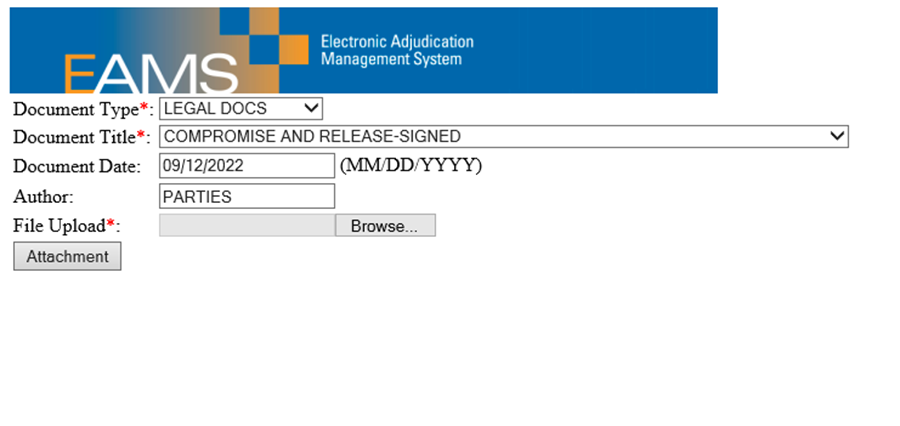 EAMS
Electronic Adjudication
Management System
Document Type*: LEGAL DOCS
Document Title*: COMPROMISE AND RELEASE-SIGNED
Document Date: 09/12/2022 (MM/DD/YYYY)
Author: PARTIES
File Upload*: Browse...
Attachment